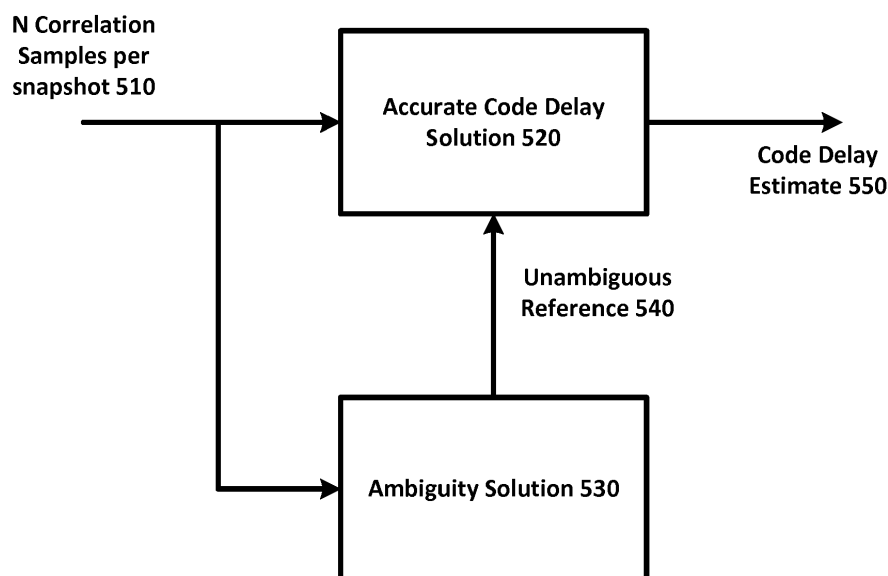 N Correlation
Samples per
snapshot 510
Accurate Code Delay
Solution 520
Code Delay
Estimate 550
Unambiguous
Reference 540
Ambiguity Solution 530